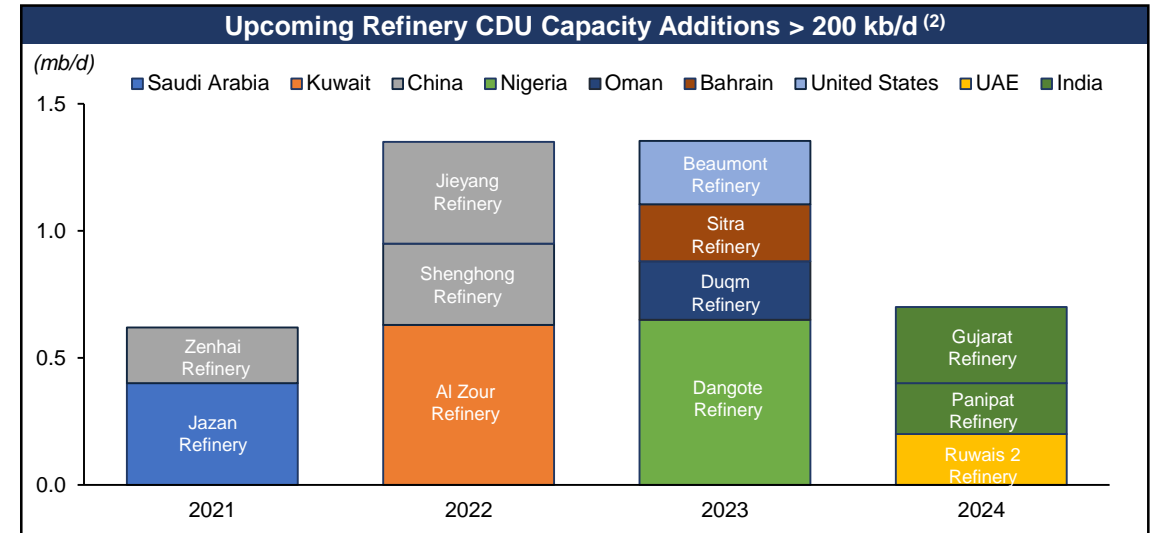 Upcoming Refinery CDU Capacity Additions > 200 kb/d (2)
(mb/d)
Saudi Arabia Kuwait China Nigeria Oman Bahrain United States UAE India
1.5
1.0
0.5
0.0
Zenhai
Refinery
Jazan
Refinery
Jieyang
Refinery
Shenghong
Refinery
Al Zour
Refinery
Beaumont
Refinery
Sitra
Refinery
Duqm
Refinery
Dangote
Refinery
Gujarat
Refinery
Panipat
Refinery
Ruwais 2
Refinery
2021 2022 2023 2024